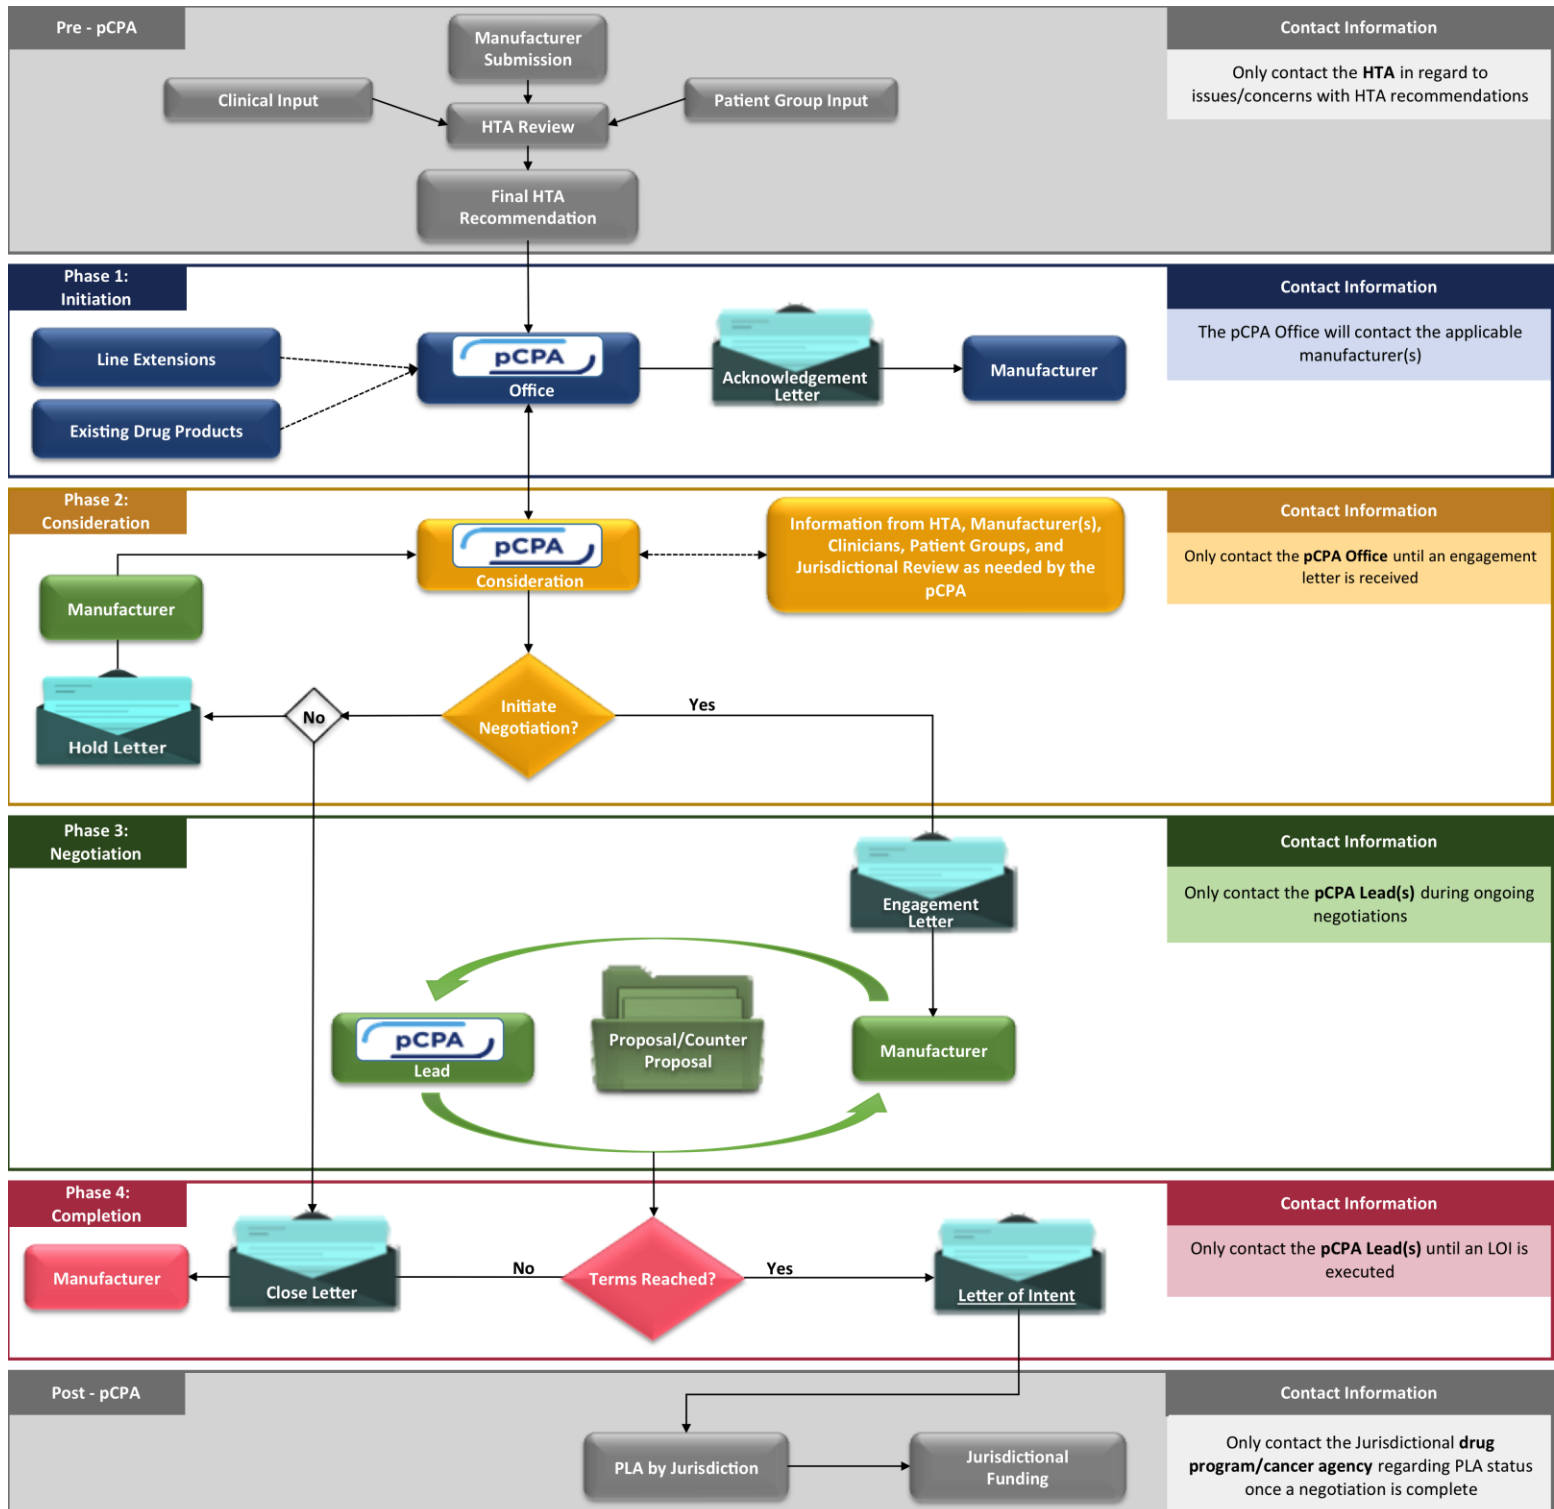 Pre - pCPA
Contact Information
Manufacturer
Submission
Only contact the HTA in regard to
issues/concerns with HTA recommendations
Clinical Input
Patient Group Input
HTA Review
Final HTA
Recommendation
Phase 1:
Initiation
Contact Information
The pCPA Office will contact the applicable
manufacturer(s)
Line Extensions
Existing Drug Products
pCPA
Office
Acknowledgement
Letter
Manufacturer
Phase 2:
Consideration
Contact Information
Only contact the pCPA Office until an engagement
letter is received
pCPA
Consideration
Information from HTA, Manufacturer(s),
Clinicians, Patient Groups, and
Jurisdictional Review as needed by the
pCPA
Manufacturer
Hold Letter
No
Initiate
Negotiation?
Yes
Phase 3:
Negotiation
Contact Information
Only contact the pCPA Lead(s) during ongoing
negotiations
Engagement
Letter
pCPA
Lead
Proposal/Counter
Proposal
Manufacturer
Phase 4:
Completion
Contact Information
Only contact the pCPA Lead(s) until an LOI is
executed
Manufacturer
Close Letter
No
Terms Reached?
Yes
Letter of Intent
Post - pCPA
Contact Information
Only contact the Jurisdictional drug
program/cancer agency regarding PLA status
once a negotiation is complete
PLA by Jurisdiction
Jurisdictional
Funding